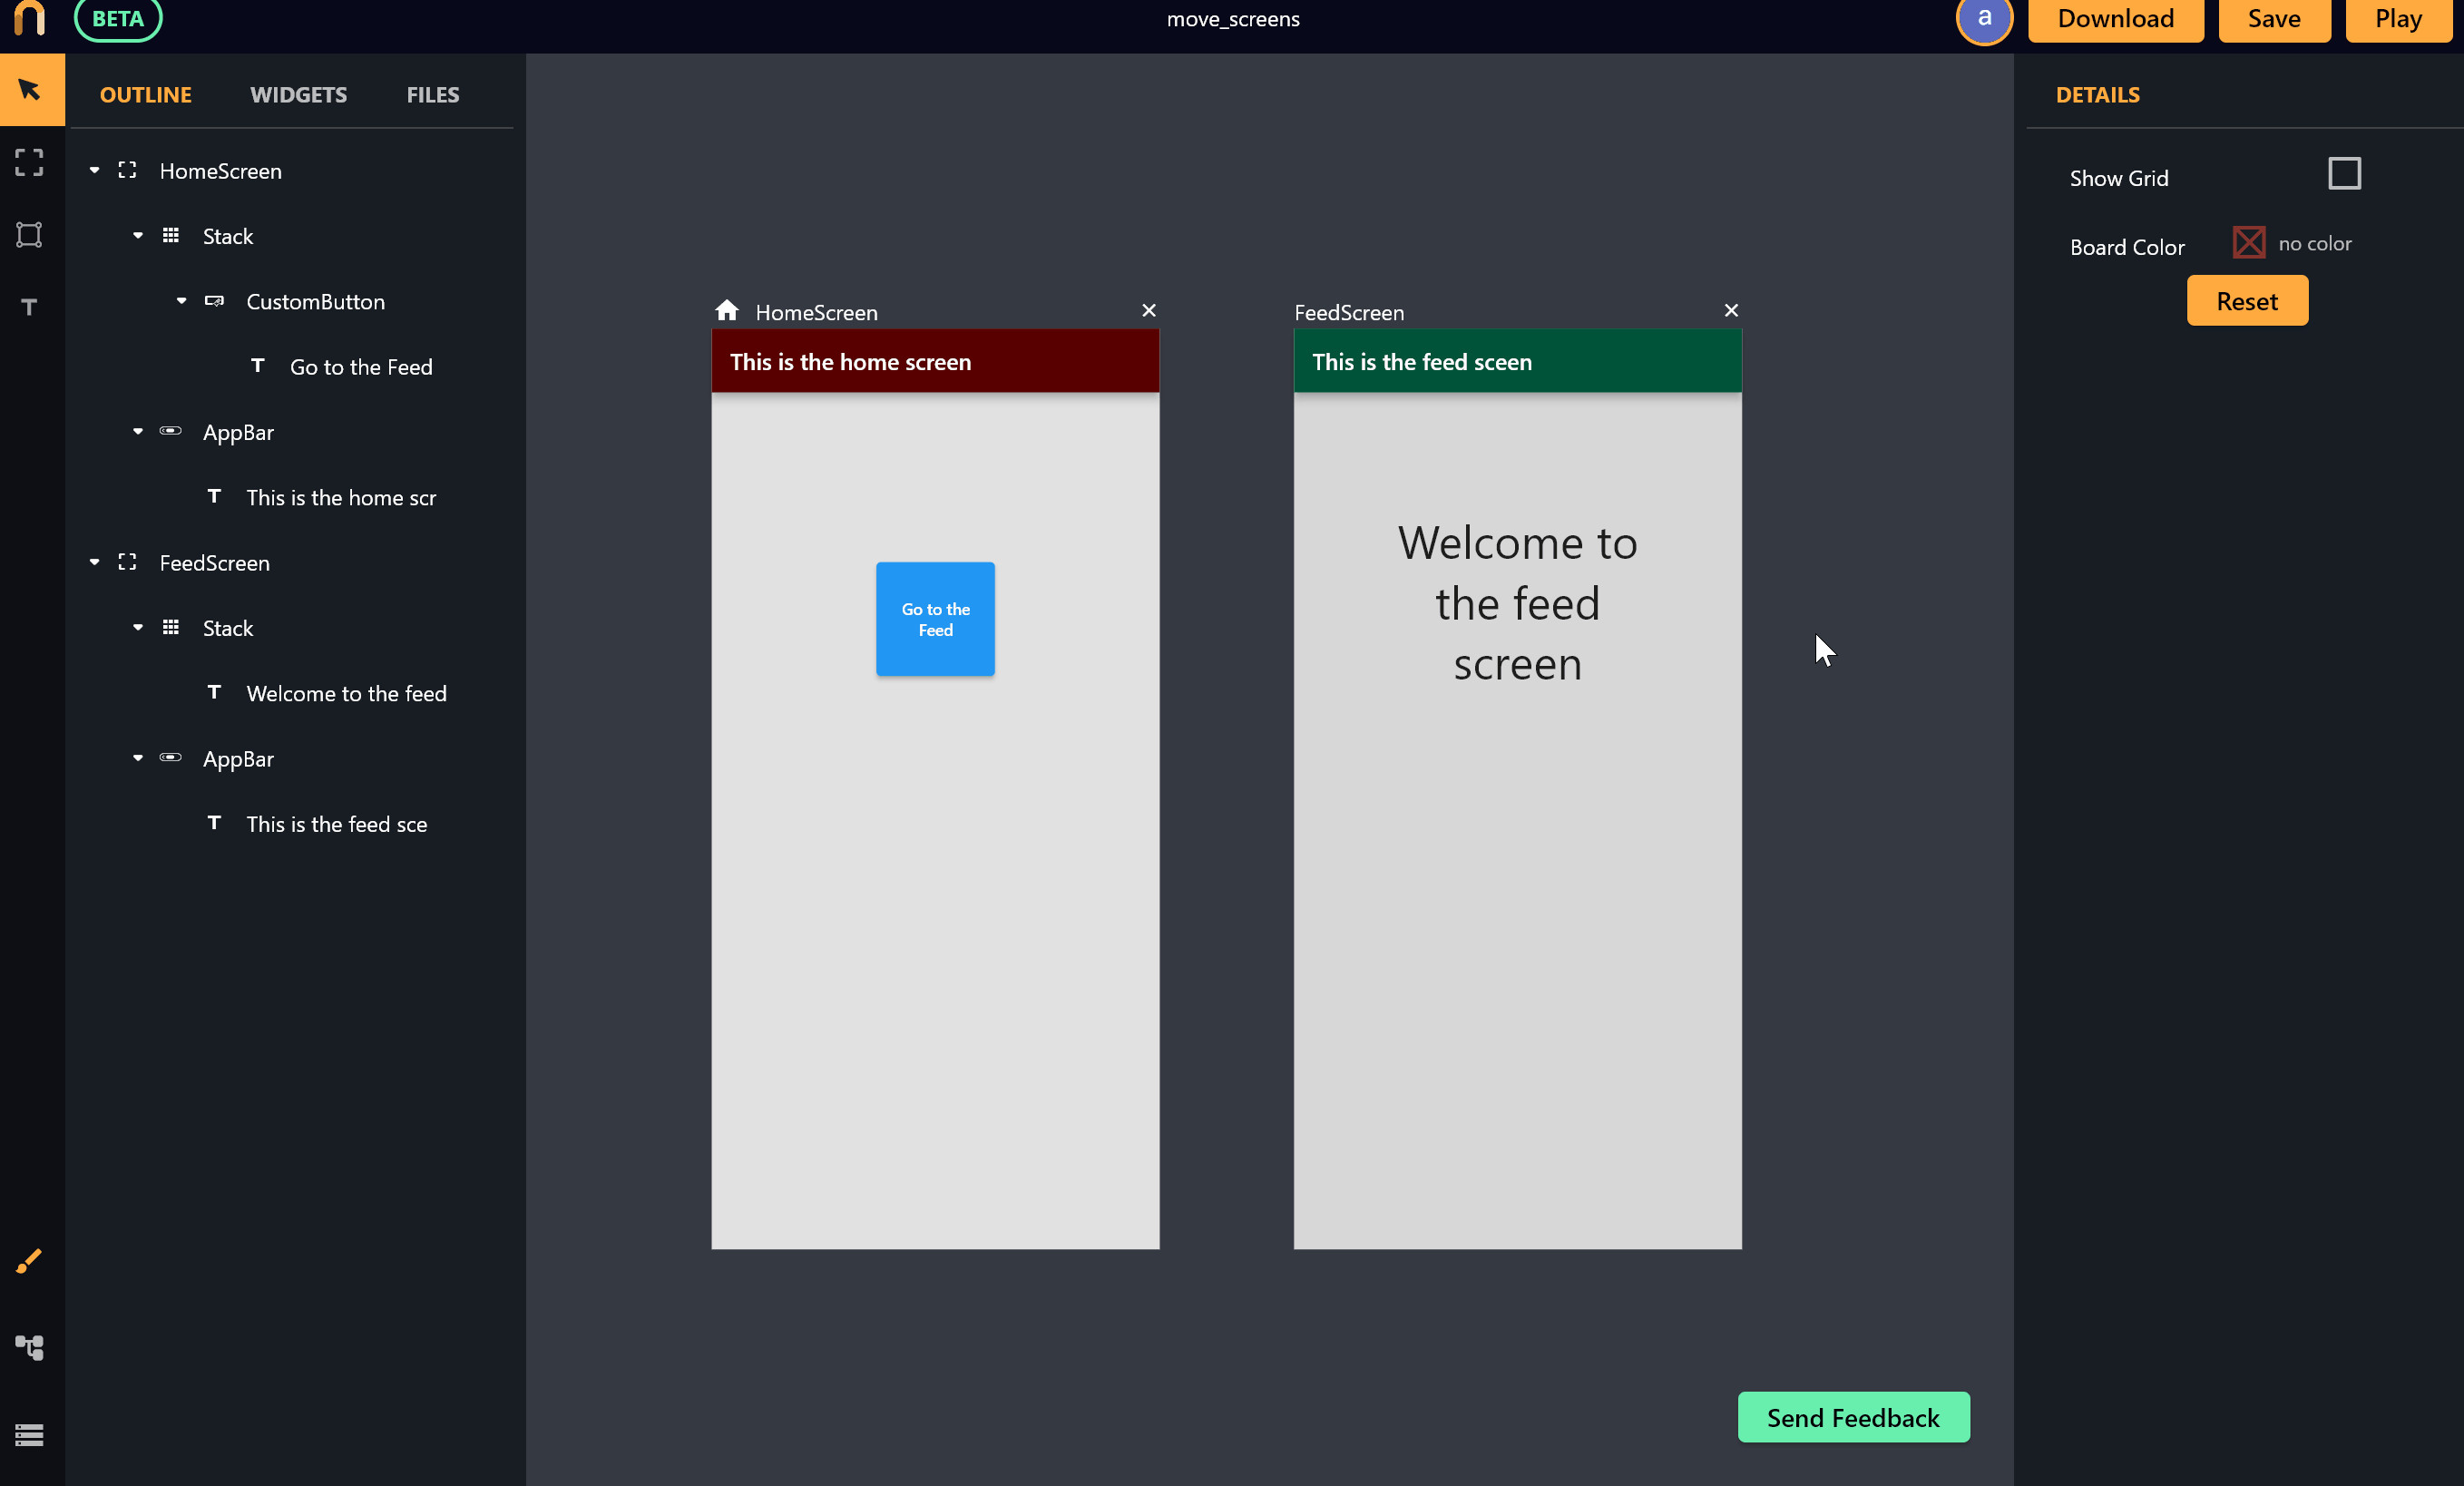 BETA
move_screens
a
Download
Save
Play
OUTLINE
WIDGETS
FILES
HomeScreen
Stack
CustomButton
Go to the Feed
AppBar
This is the home scr
FeedScreen
Stack
Welcome to the feed
AppBar
This is the feed sce
HomeScreen
This is the home screen
Go to the
Feed
FeedScreen
This is the feed sceen
Welcome to
the feed
screen
Send Feedback
DETAILS
Show Grid
Board Color
no color
Reset